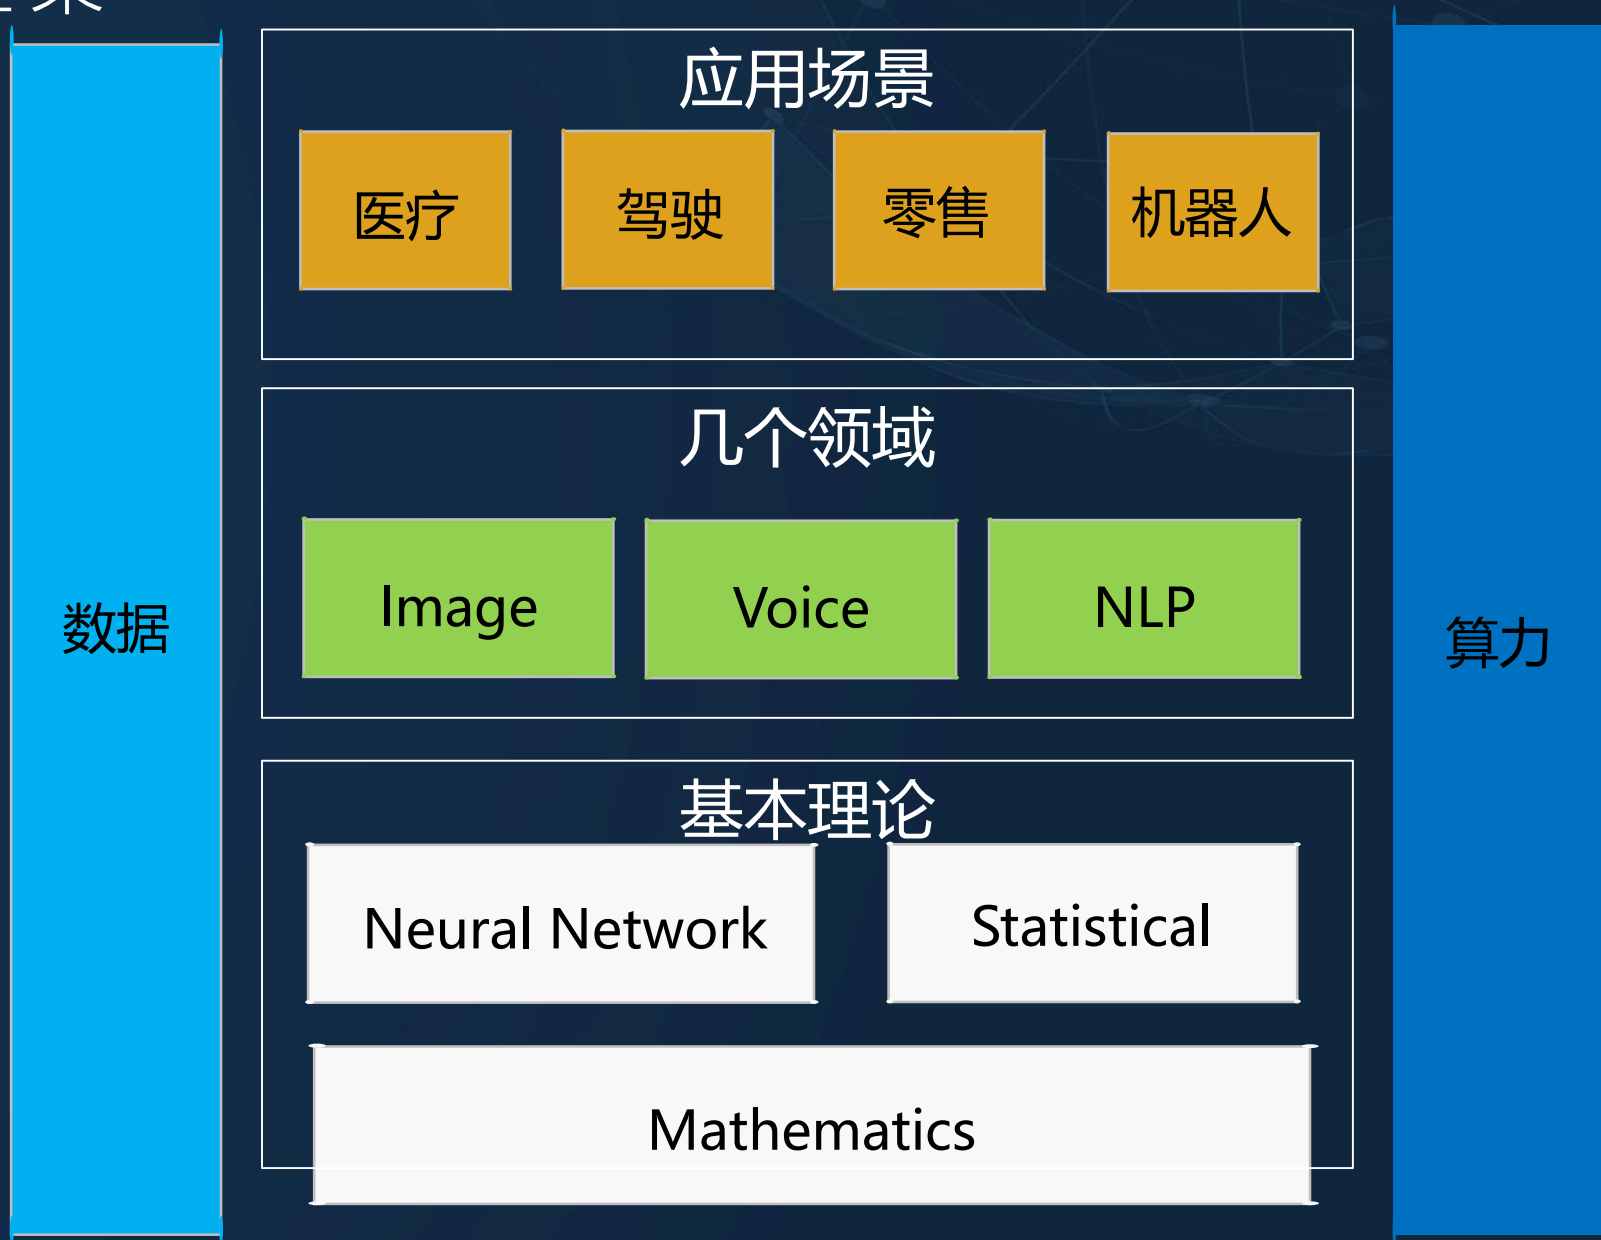 应用场景
医疗 驾驶 零售 机器人
几个领域
数据
Image Voice NLP
算力
基本理论
Neural Network Statistical
Mathematics